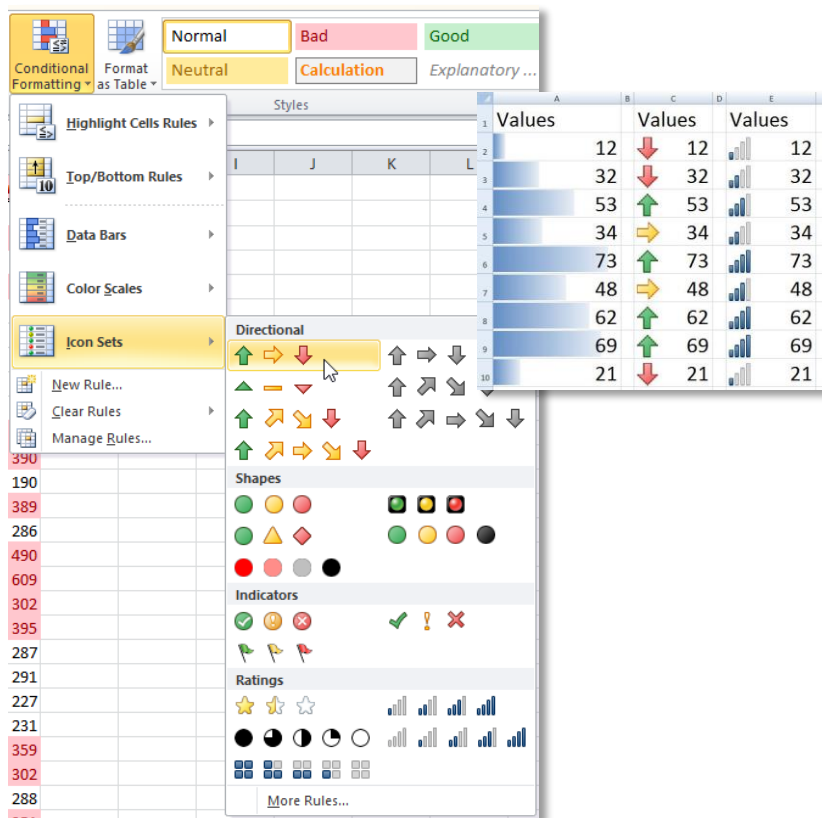 Normal Bad Good
Conditional Formatting Format as Table Neutral Calculation Explanatory ...
Styles
Highlight Cells Rules
≤>
Top/Bottom Rules
10
Data Bars
Color Scales
Icon Sets
New Rule...
Clear Rules
Manage Rules...
I J K L
Directional
Shapes
Indicators
Ratings
More Rules...
390
190
389
286
490
609
302
395
287
291
227
231
359
302
288
A B C D E
1 Values Values Values
2 12 12 12
3 32 32 32
4 53 53 53
5 34 34 34
6 73 73 73
7 48 48 48
8 62 62 62
9 69 69 69
10 21 21 21